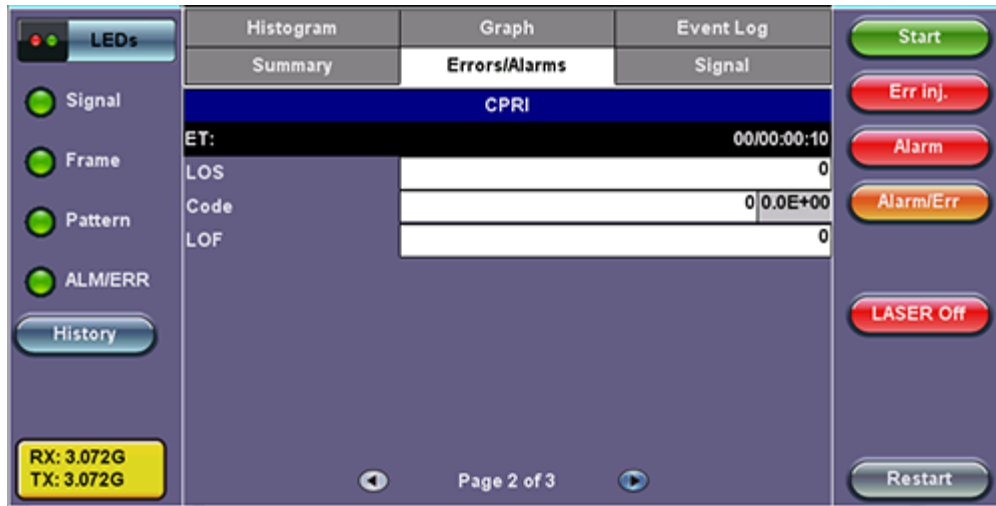 LEDs
Signal
Frame
Pattern
ALM/ERR
History
RX: 3.072G
TX: 3.072G
Histogram Graph Event Log
Summary Errors/Alarms Signal
CPRI
ET: 00/00:00:10
LOS 0
Code 0 0.0E+00
LOF 0
Page 2 of 3
Start
Err inj.
Alarm
Alarm/Err
LASER Off
Restart